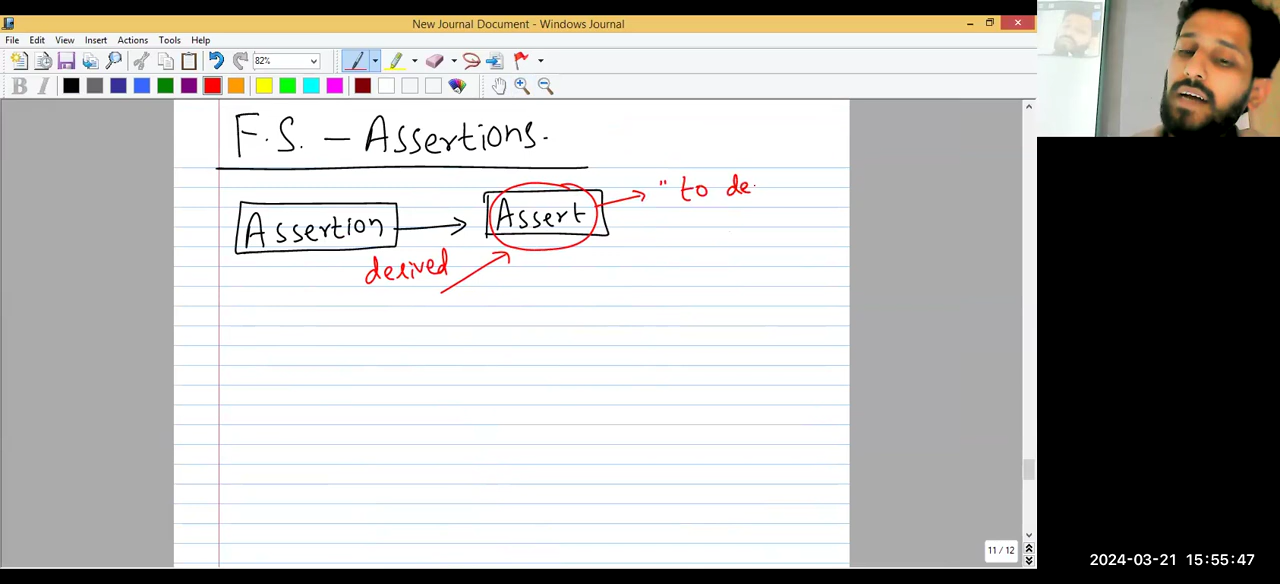 New Journal Document - Windows Journal
File Edit View Insert Actions Tools Help
82%
B I
F.S. - Assertions.
Assertion → Assert → " to de
derived
11 / 12
2024-03-21 15:55:47